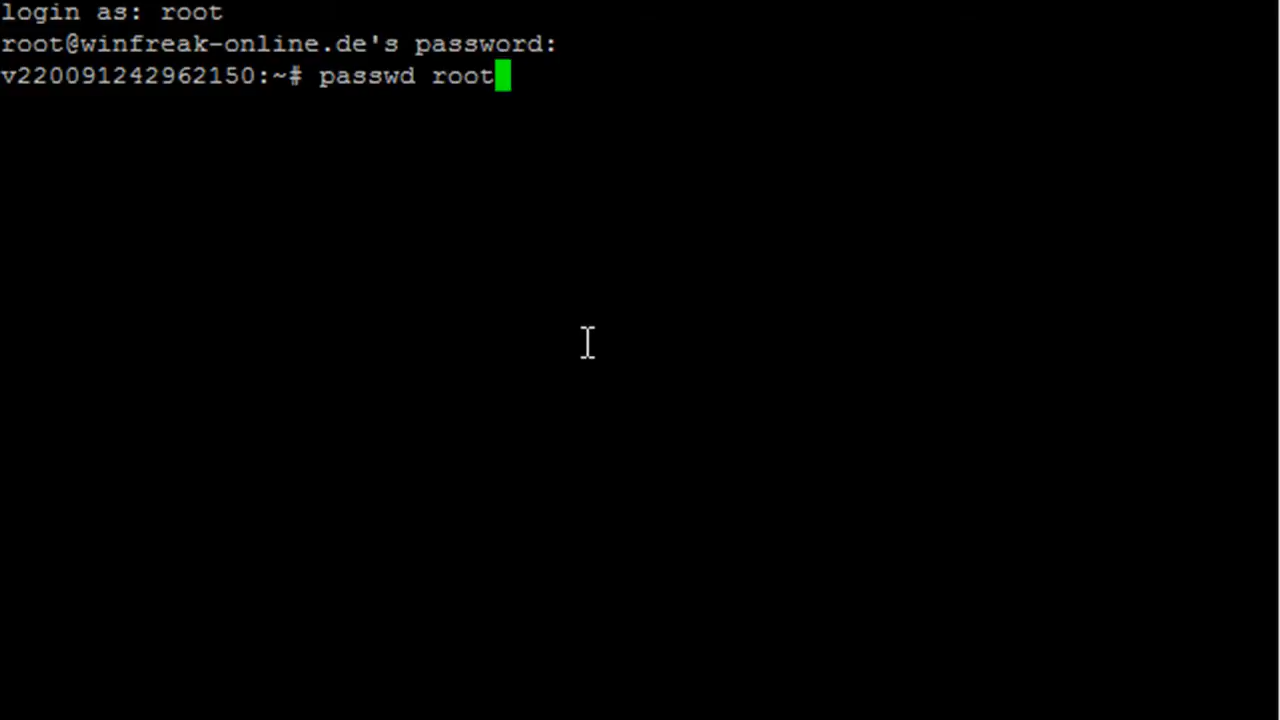 login as: root
root@winfreak-online.de's password:
v220091242962150:~# passwd root